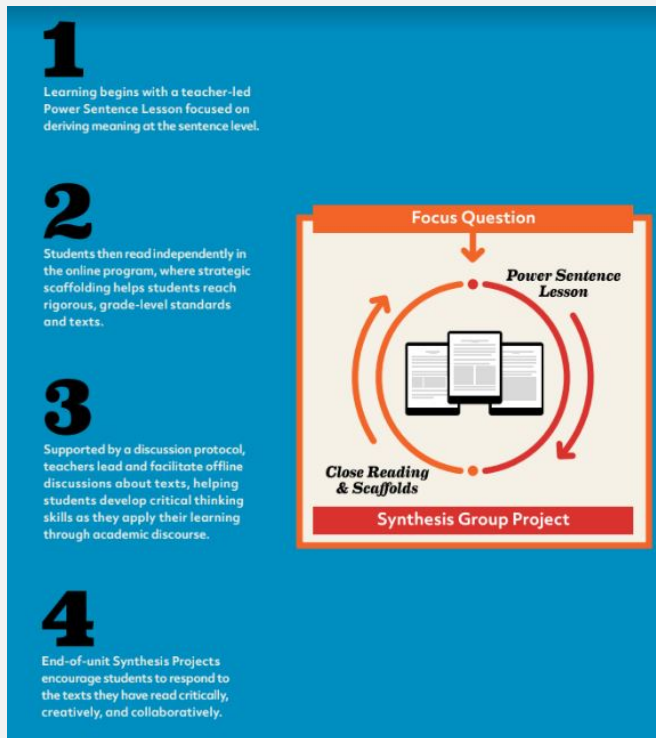 1
Learning begins with a teacher-led
Power Sentence Lesson focused on
deriving meaning at the sentence level.
2
Students then read independently in
the online program, where strategic
scaffolding helps students reach
rigorous, grade-level standards
and texts.
3
Supported by a discussion protocol,
teachers lead and facilitate offline
discussions about texts, helping
students develop critical thinking
skills as they apply their learning
through academic discourse.
4
End-of-unit Synthesis Projects
encourage students to respond to
the texts they have read critically,
creatively, and collaboratively.
Focus Question
Power Sentence
Lesson
Close Reading
& Scaffolds
Synthesis Group Project